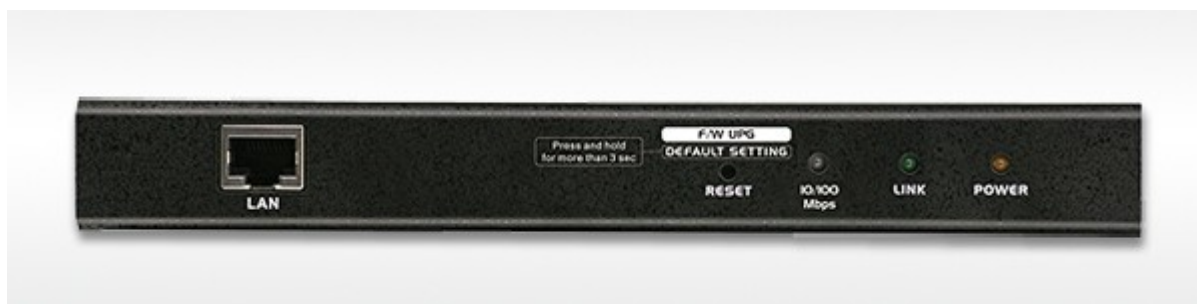 LAN
Press and hold
for more than 3 sec
F/W UPG
DEFAULT SETTING
RESET
10/100
Mbps
LINK
POWER